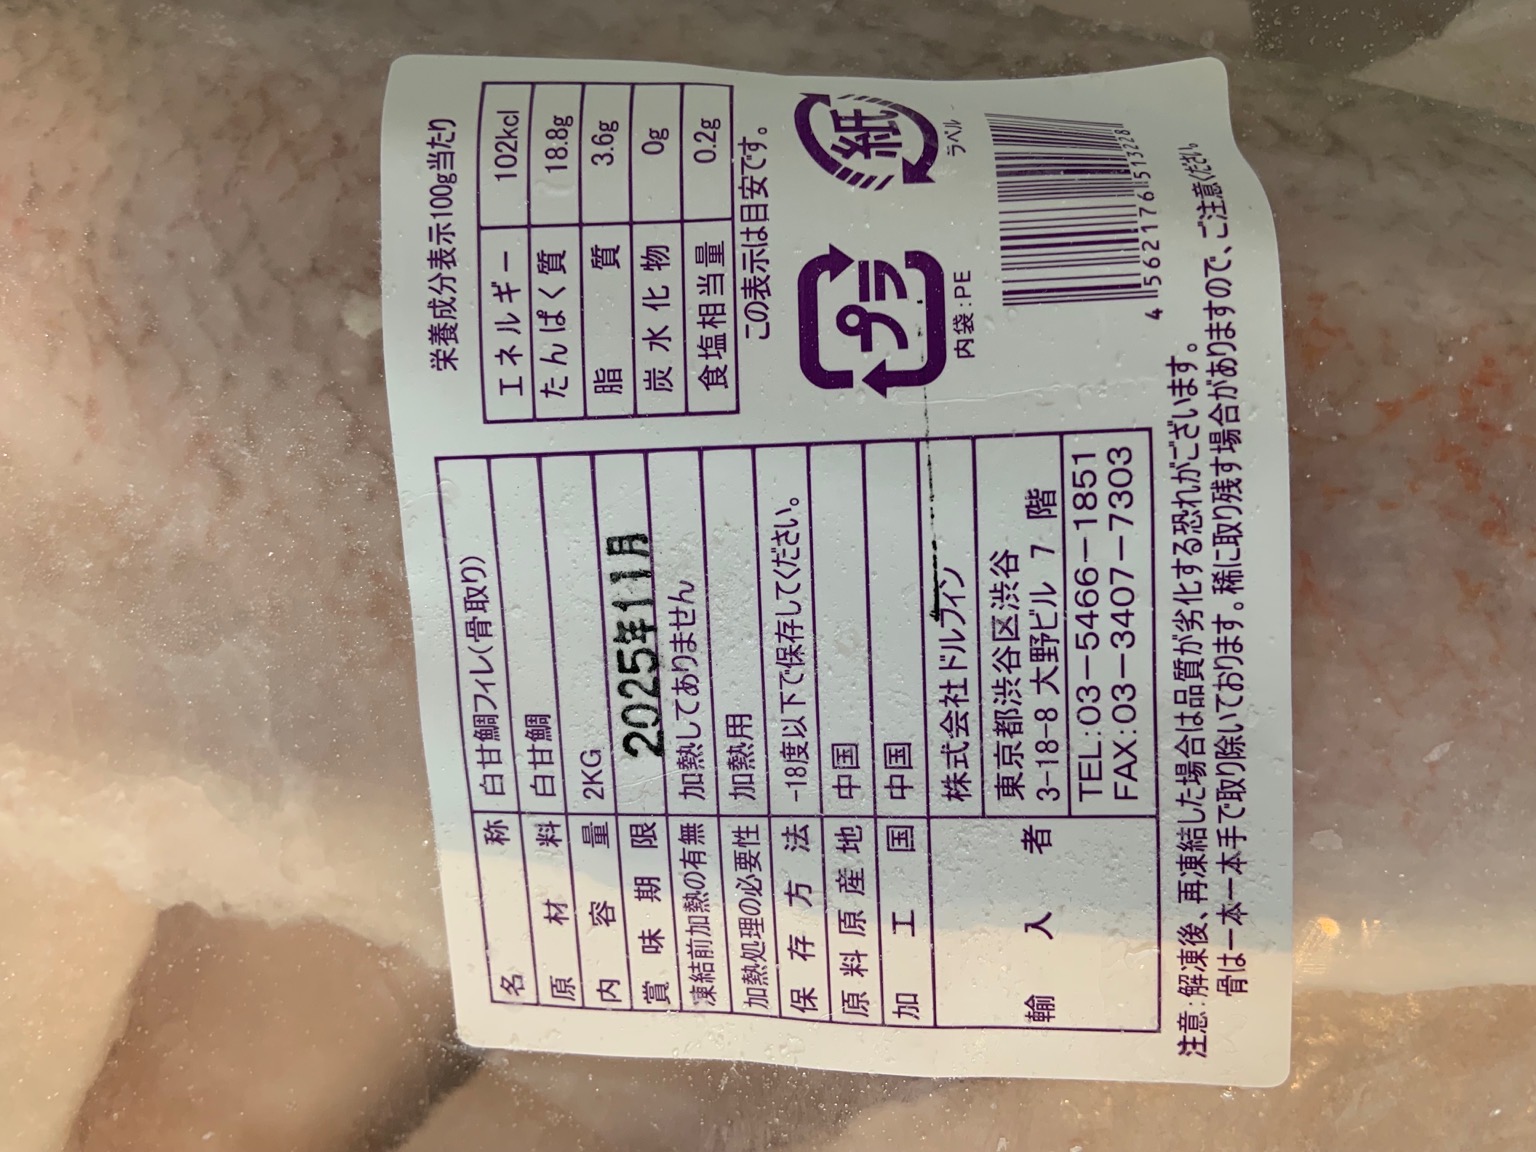 名称 白甘鯛フィレ(骨取り)
原材料 白甘鯛
内容量 2KG
賞味期限 2025年11月
凍結前加熱の有無 加熱してありません
加熱処理の必要性 加熱用
保存方法 -18度以下で保存してください。
原料原産地 中国
加工国 中国
輸入者 株式会社ドルフィン
東京都渋谷区渋谷
3-18-8 大野ビル 7 階
TEL:03-5466-1851
FAX:03-3407-7303
栄養成分表示100g当たり
エネルギー 102kcl
たんぱく質 18.8g
脂質 3.6g
炭水化物 0g
食塩相当量 0.2g
この表示は目安です。
プラ
内袋:PE
紙
ラベル
4 562176 513228
注意:解凍後、再凍結した場合は品質が劣化する恐れがございます。
骨は一本一本手で取り除いております。稀に取り残す場合がありますので、ご注意ください。